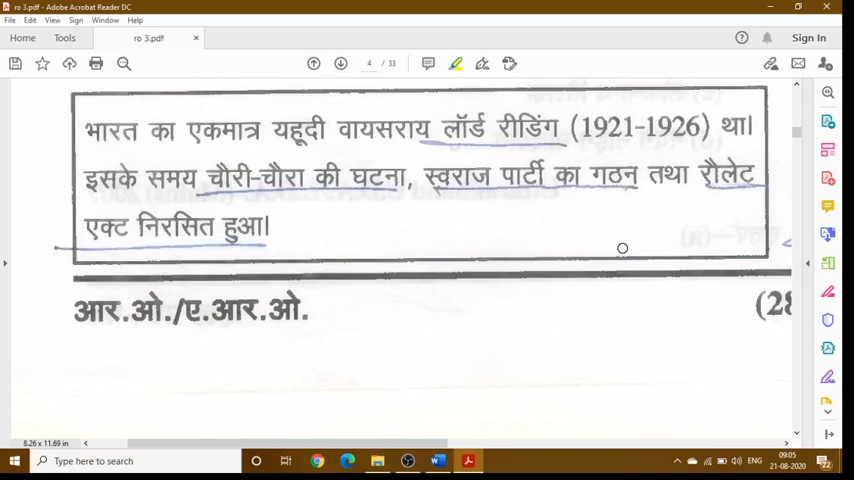 ro 3.pdf - Adobe Acrobat Reader DC
File Edit View Sign Window Help
Home Tools ro 3.pdf × Sign In
4 / 33
भारत का एकमात्र यहूदी वायसराय लॉर्ड रीडिंग (1921-1926) था।
इसके समय चौरी-चौरा की घटना, स्वराज पार्टी का गठन तथा रौलेट
एक्ट निरसित हुआ।
आर.ओ./ए.आर.ओ. (28
8.26 x 11.69 in
Type here to search ENG 09:05
21-08-2020 22